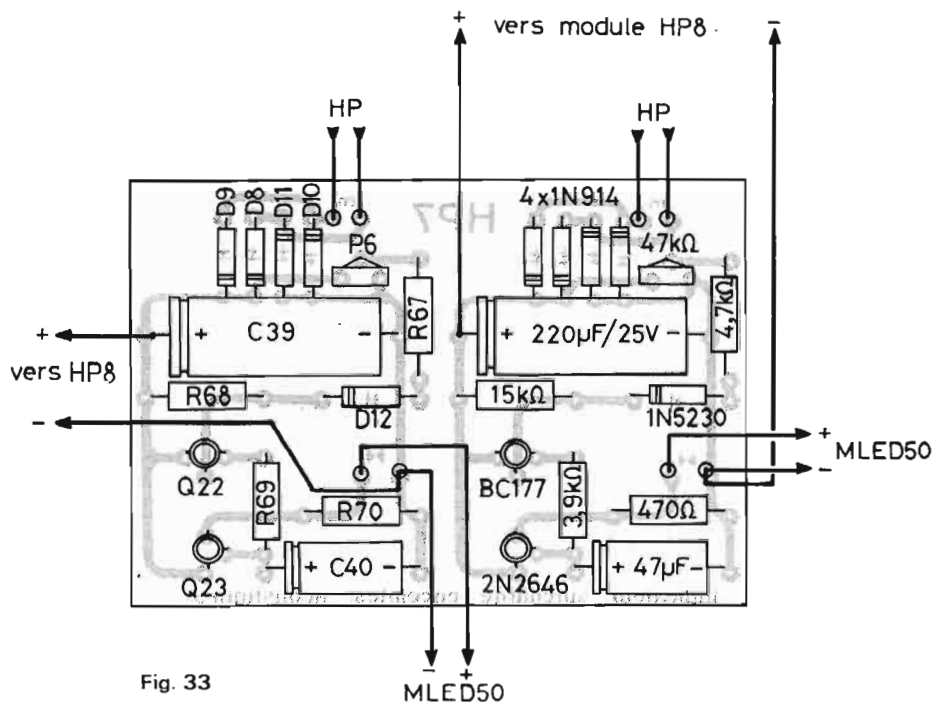 + vers module HP8 -
HP HP
D9 D8 D11 D10 4x1N914
HP7
P6 47kΩ
+ C39 - R67 + 220µF/25V - 4,7kΩ
+
vers HP8
-
R68 15kΩ
D12 1N5230
+
MLED50
-
Q22 BC177
R69 3,9kΩ
R70 470Ω
Q23 2N2646
+ C40 - + 47µF -
- +
MLED50
Fig. 33